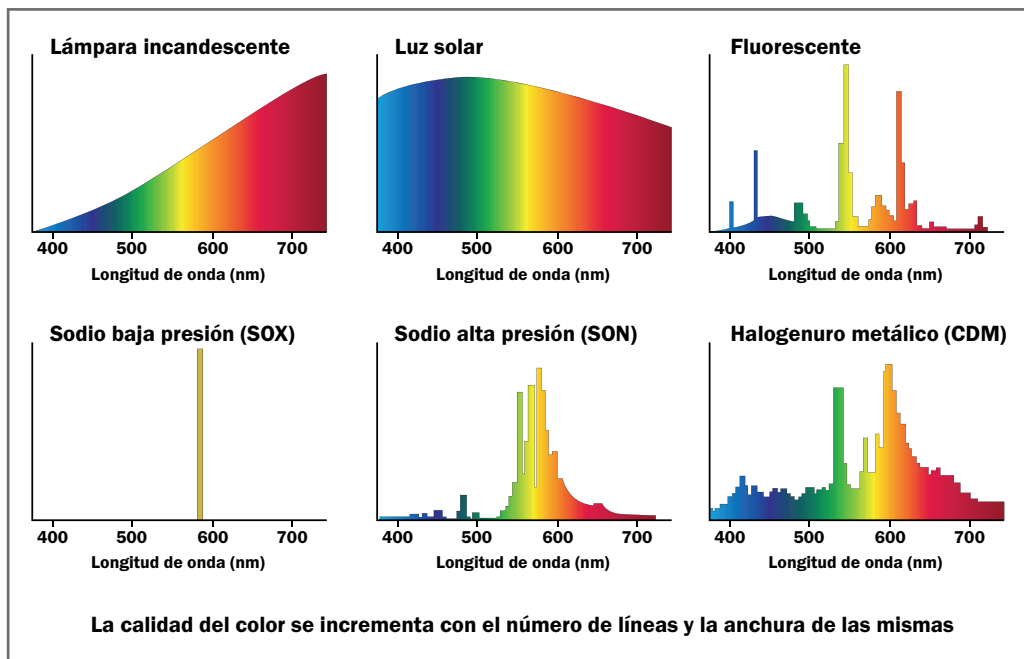 Lámpara incandescente
400 500 600 700
Longitud de onda (nm)
Luz solar
400 500 600 700
Longitud de onda (nm)
Fluorescente
400 500 600 700
Longitud de onda (nm)
Sodio baja presión (SOX)
400 500 600 700
Longitud de onda (nm)
Sodio alta presión (SON)
400 500 600 700
Longitud de onda (nm)
Halogenuro metálico (CDM)
400 500 600 700
Longitud de onda (nm)
La calidad del color se incrementa con el número de líneas y la anchura de las mismas